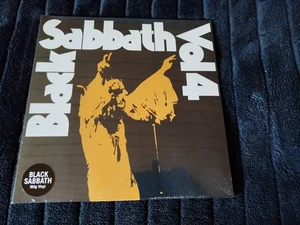 Black
Sabbath
Vol 4
BLACK
SABBATH
180g Vinyl